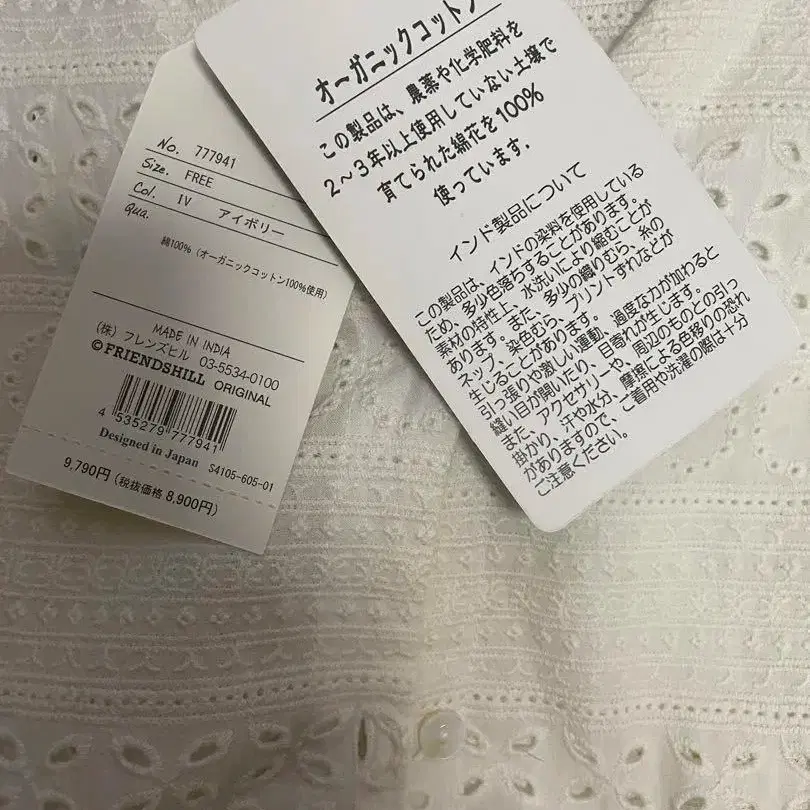 No. 777941
Size. FREE
Col. IV アイボリー
Qua.
綿100%（オーガニックコットン100%使用）
MADE IN INDIA
(株) フレンズヒル 03-5534-0100
©FRIENDSHILL ORIGINAL
4 535279 777941
Designed in Japan S4105-605-01
9,790円（税抜価格 8,900円）
オーガニックコットン
この製品は、農薬や化学肥料を
2～3年以上使用していない土壌で
育てられた綿花を100%
使っています.
インド製品について
この製品は、インドの染料を使用している
ため、多少色落ちすることがあります。
素材の特性上、水洗いにより縮むことが
あります。また、多少の織りむら、糸の
ネップ、染色むら、プリントずれなどが
生じることがあります。
引っ張りや激しい運動、過度な力が加わると
縫い目が開いたり、目寄れが生じます。
また、アクセサリーや、周辺のものとの引っ
掛かり、汗や水分、摩擦による色移りの恐れ
がありますので、ご着用や洗濯の際は十分
ご注意ください。